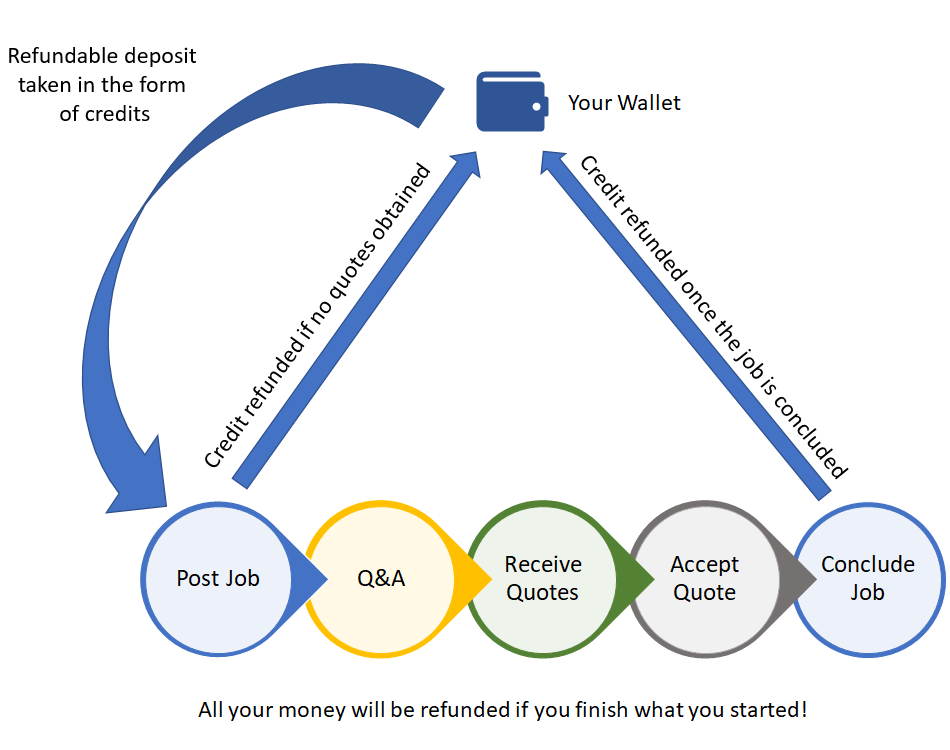 Refundable deposit
taken in the form
of credits
Your Wallet
Credit refunded if no quotes obtained
Credit refunded once the job is concluded
Post Job
Q&A
Receive
Quotes
Accept
Quote
Conclude
Job
All your money will be refunded if you finish what you started!